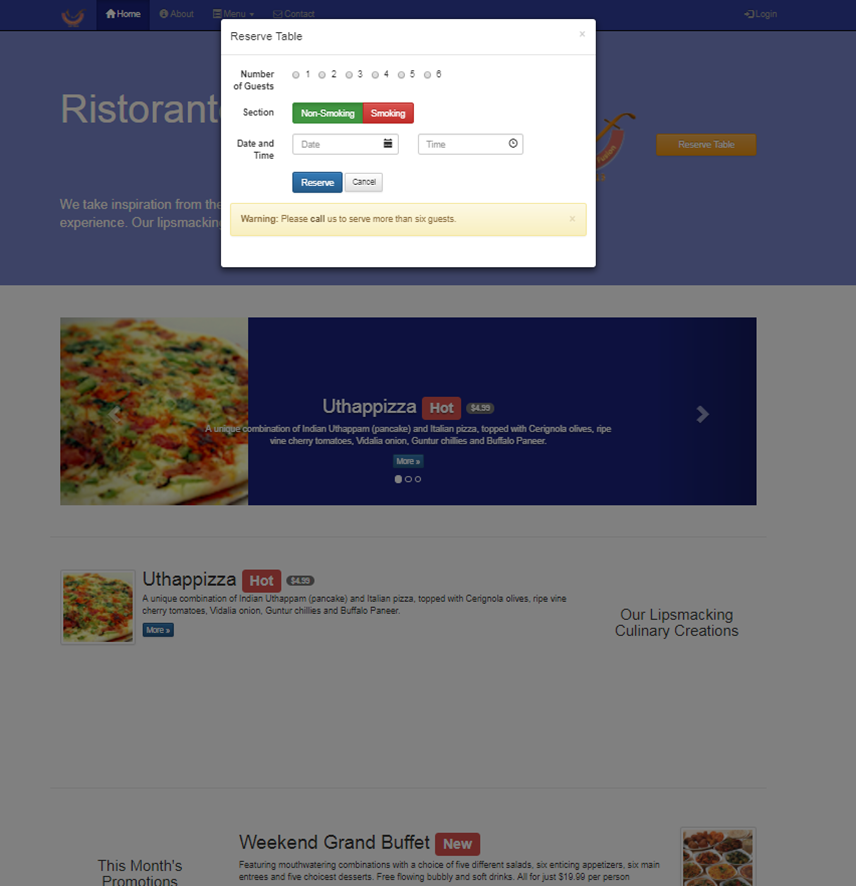 Home About Menu Contact Login
Reserve Table ×
Number of Guests 1 2 3 4 5 6
Section Non-Smoking Smoking
Date and Time Date Time
Reserve Cancel
Warning: Please call us to serve more than six guests. ×
Ristorante
Reserve Table
We take inspiration from the
experience. Our lipsmacking
Uthappizza Hot $4.99
A unique combination of Indian Uthappam (pancake) and Italian pizza, topped with Cerignola olives, ripe
vine cherry tomatoes, Vidalia onion, Guntur chillies and Buffalo Paneer.
More »
Uthappizza Hot $4.99
A unique combination of Indian Uthappam (pancake) and Italian pizza, topped with Cerignola olives, ripe vine
cherry tomatoes, Vidalia onion, Guntur chillies and Buffalo Paneer.
More »
Our Lipsmacking
Culinary Creations
Weekend Grand Buffet New
Featuring mouthwatering combinations with a choice of five different salads, six enticing appetizers, six main
entrees and five choicest desserts. Free flowing bubbly and soft drinks. All for just $19.99 per person
This Month's
Promotions